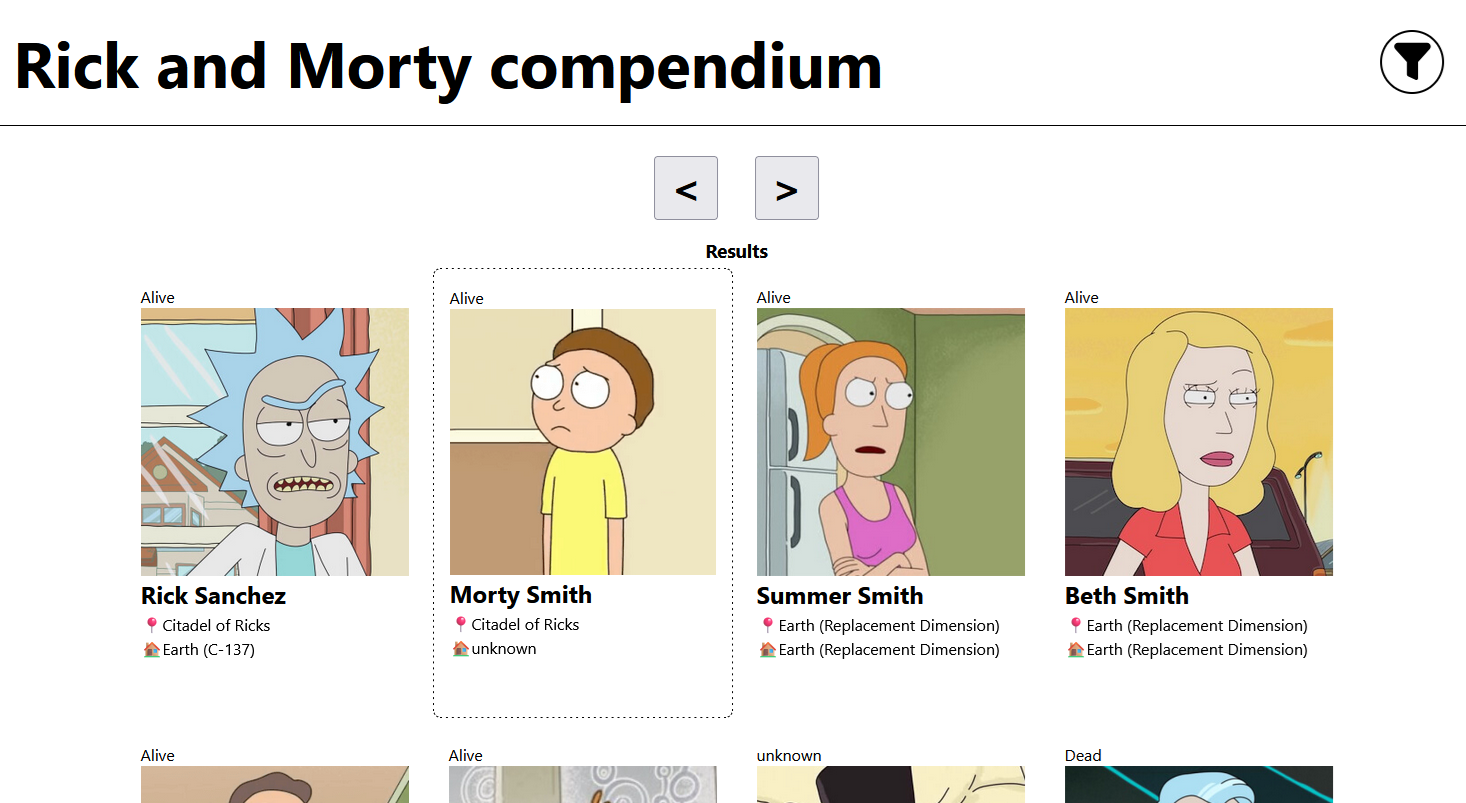 Rick and Morty compendium
<
>
Results
Alive
Alive
Alive
Alive
Rick Sanchez
Morty Smith
Summer Smith
Beth Smith
📍Citadel of Ricks
📍Citadel of Ricks
📍Earth (Replacement Dimension)
📍Earth (Replacement Dimension)
🏠Earth (C-137)
🏠unknown
🏠Earth (Replacement Dimension)
🏠Earth (Replacement Dimension)
Alive
Alive
unknown
Dead